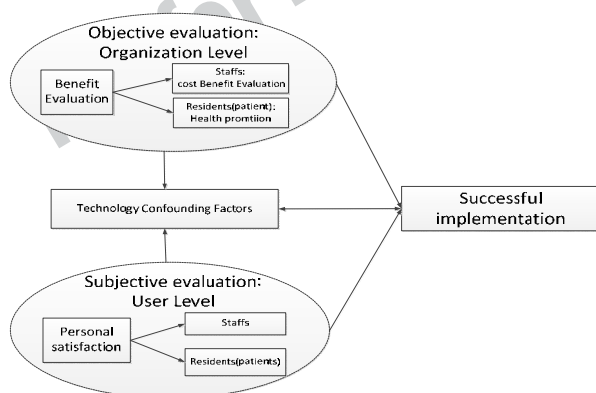 Objective evaluation:
Organization Level
Benefit
Evaluation
Staffs:
cost Benefit Evaluation
Residents(patient):
Health promtiion
Technology Confounding Factors
Successful
implementation
Subjective evaluation:
User Level
Personal
satisfaction
Staffs
Residents(patients)